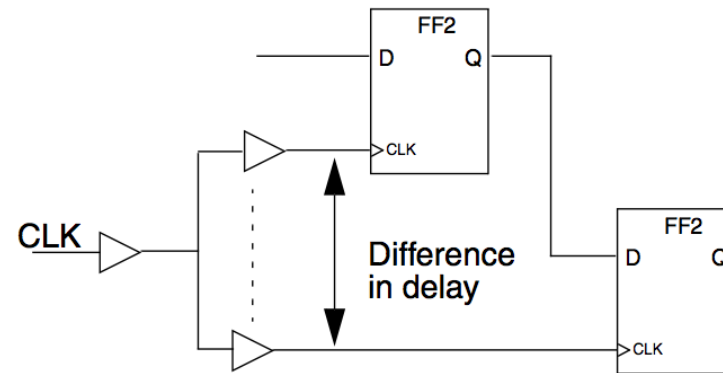 FF2
D Q
CLK
FF2
CLK
Difference
in delay
D Q
CLK